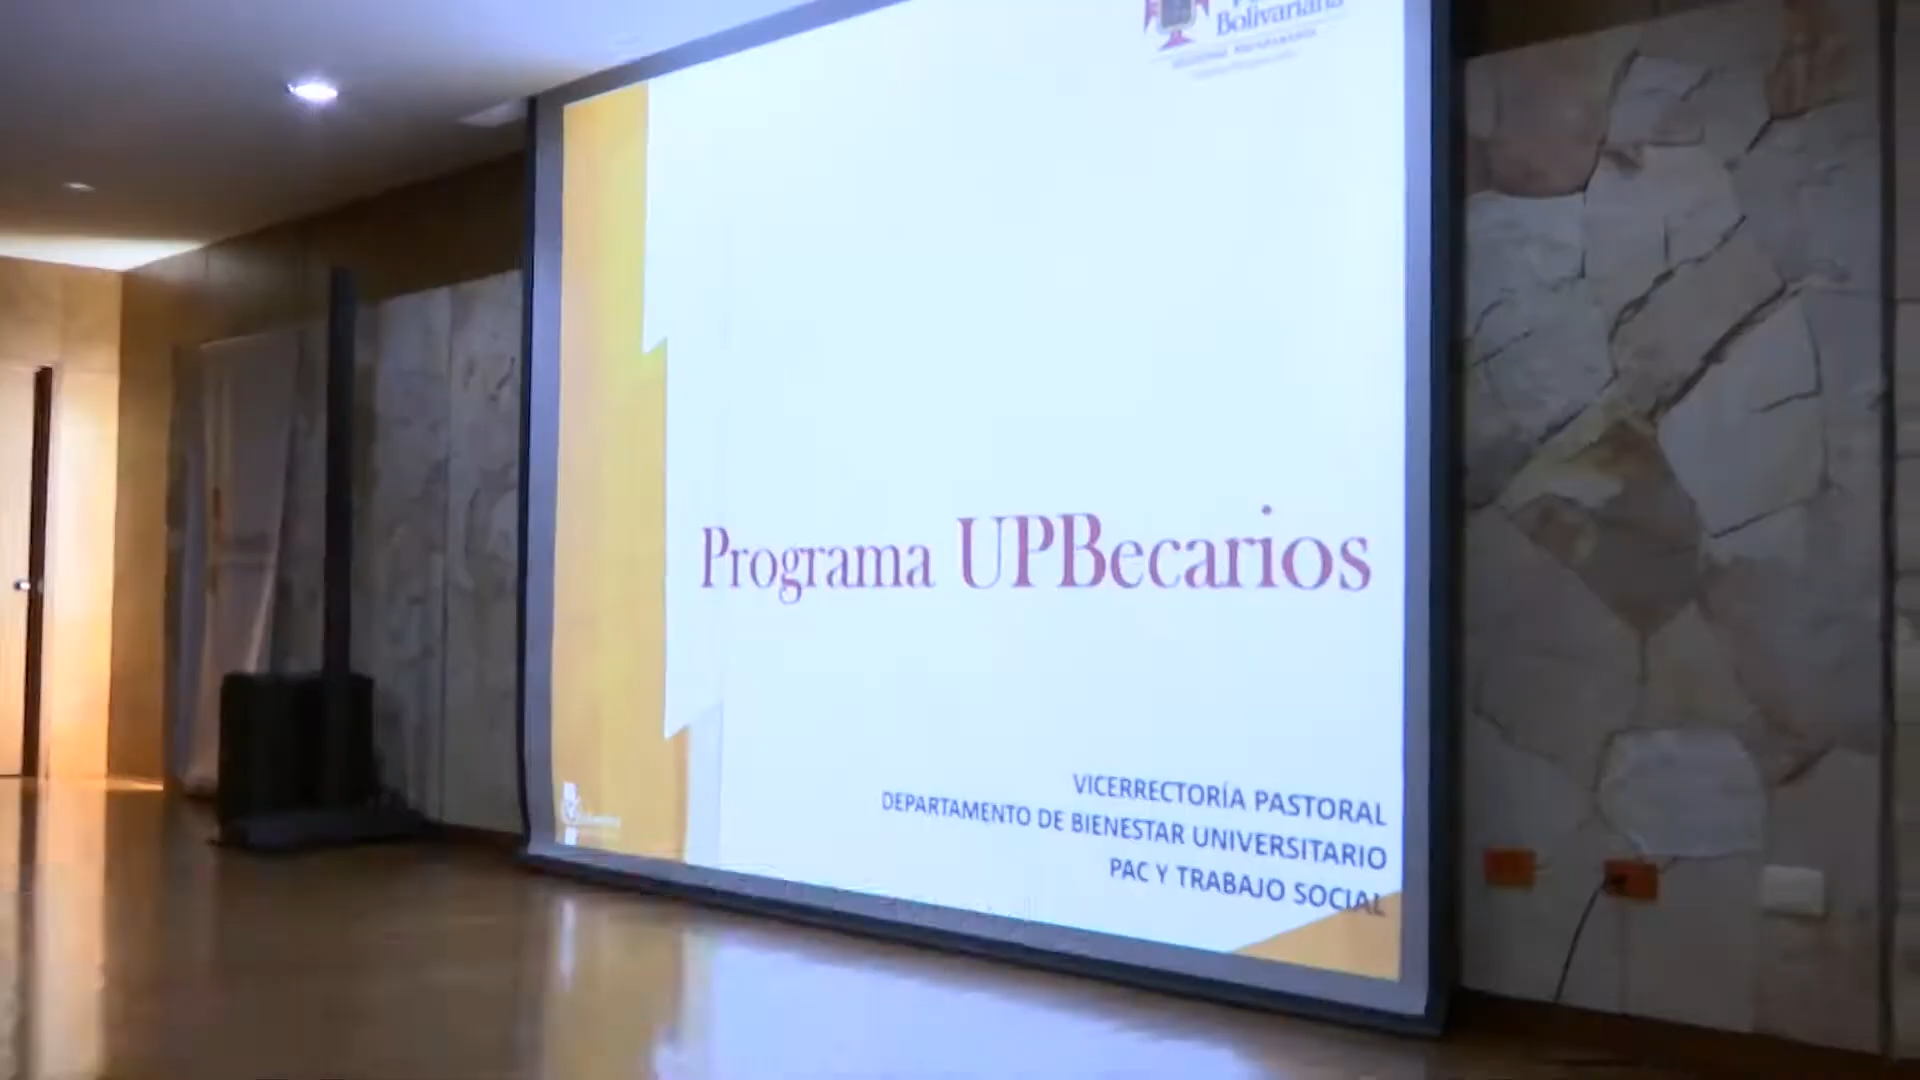 Bolivariana
Programa UPBecarios
VICERRECTORÍA PASTORAL
DEPARTAMENTO DE BIENESTAR UNIVERSITARIO
PAC Y TRABAJO SOCIAL